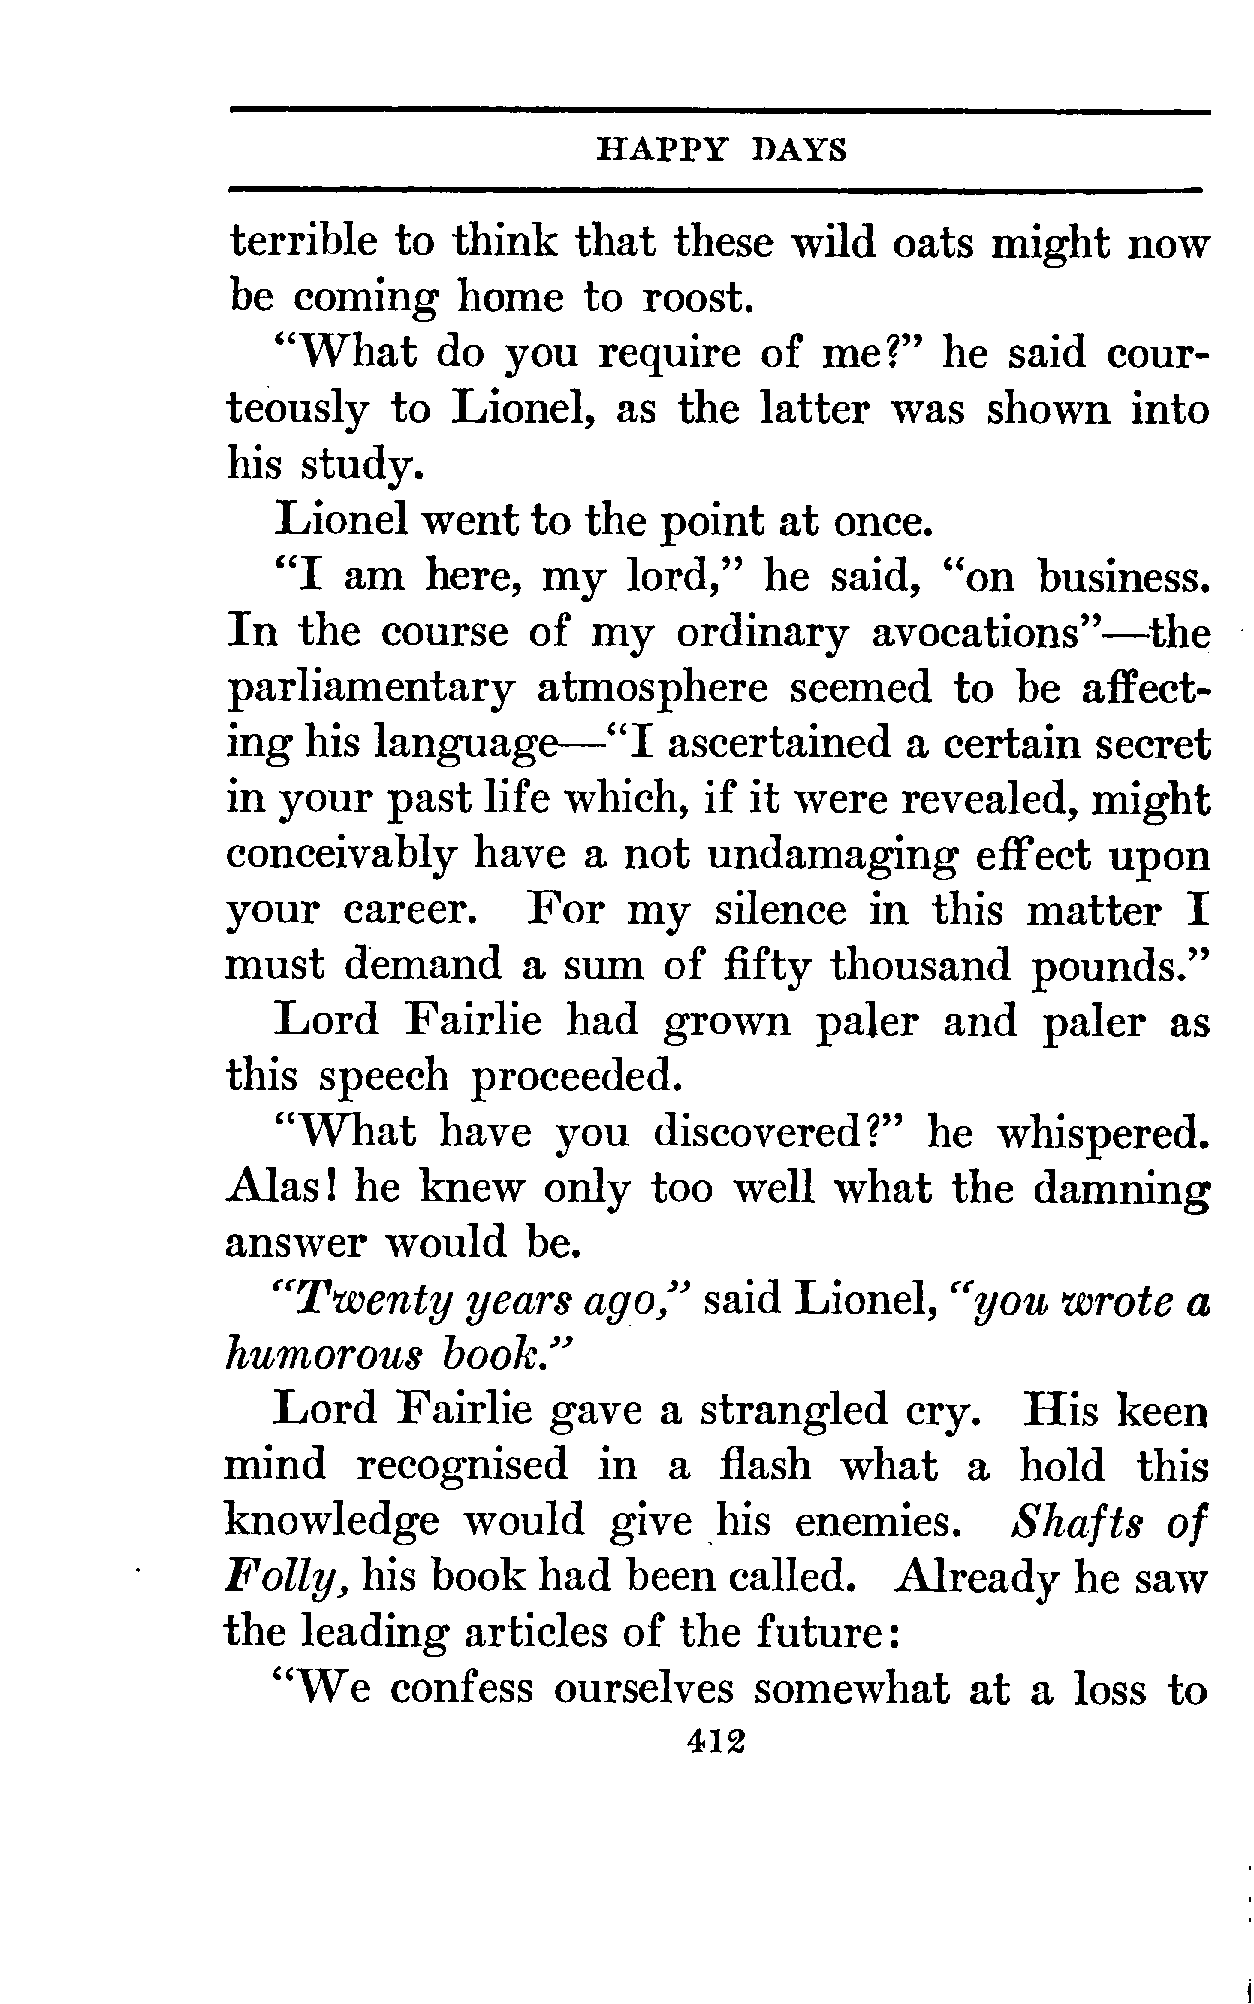 HAPPY DAYS
terrible to think that these wild oats might now
be coming home to roost.
"What do you require of me?" he said cour-
teously to Lionel, as the latter was shown into
his study.
Lionel went to the point at once.
"I am here, my lord," he said, "on business.
In the course of my ordinary avocations"—the
parliamentary atmosphere seemed to be affect-
ing his language—"I ascertained a certain secret
in your past life which, if it were revealed, might
conceivably have a not undamaging effect upon
your career. For my silence in this matter I
must demand a sum of fifty thousand pounds."
Lord Fairlie had grown paler and paler as
this speech proceeded.
"What have you discovered?" he whispered.
Alas! he knew only too well what the damning
answer would be.
"Twenty years ago," said Lionel, "you wrote a
humorous book."
Lord Fairlie gave a strangled cry. His keen
mind recognised in a flash what a hold this
knowledge would give his enemies. Shafts of
Folly, his book had been called. Already he saw
the leading articles of the future:
"We confess ourselves somewhat at a loss to
412